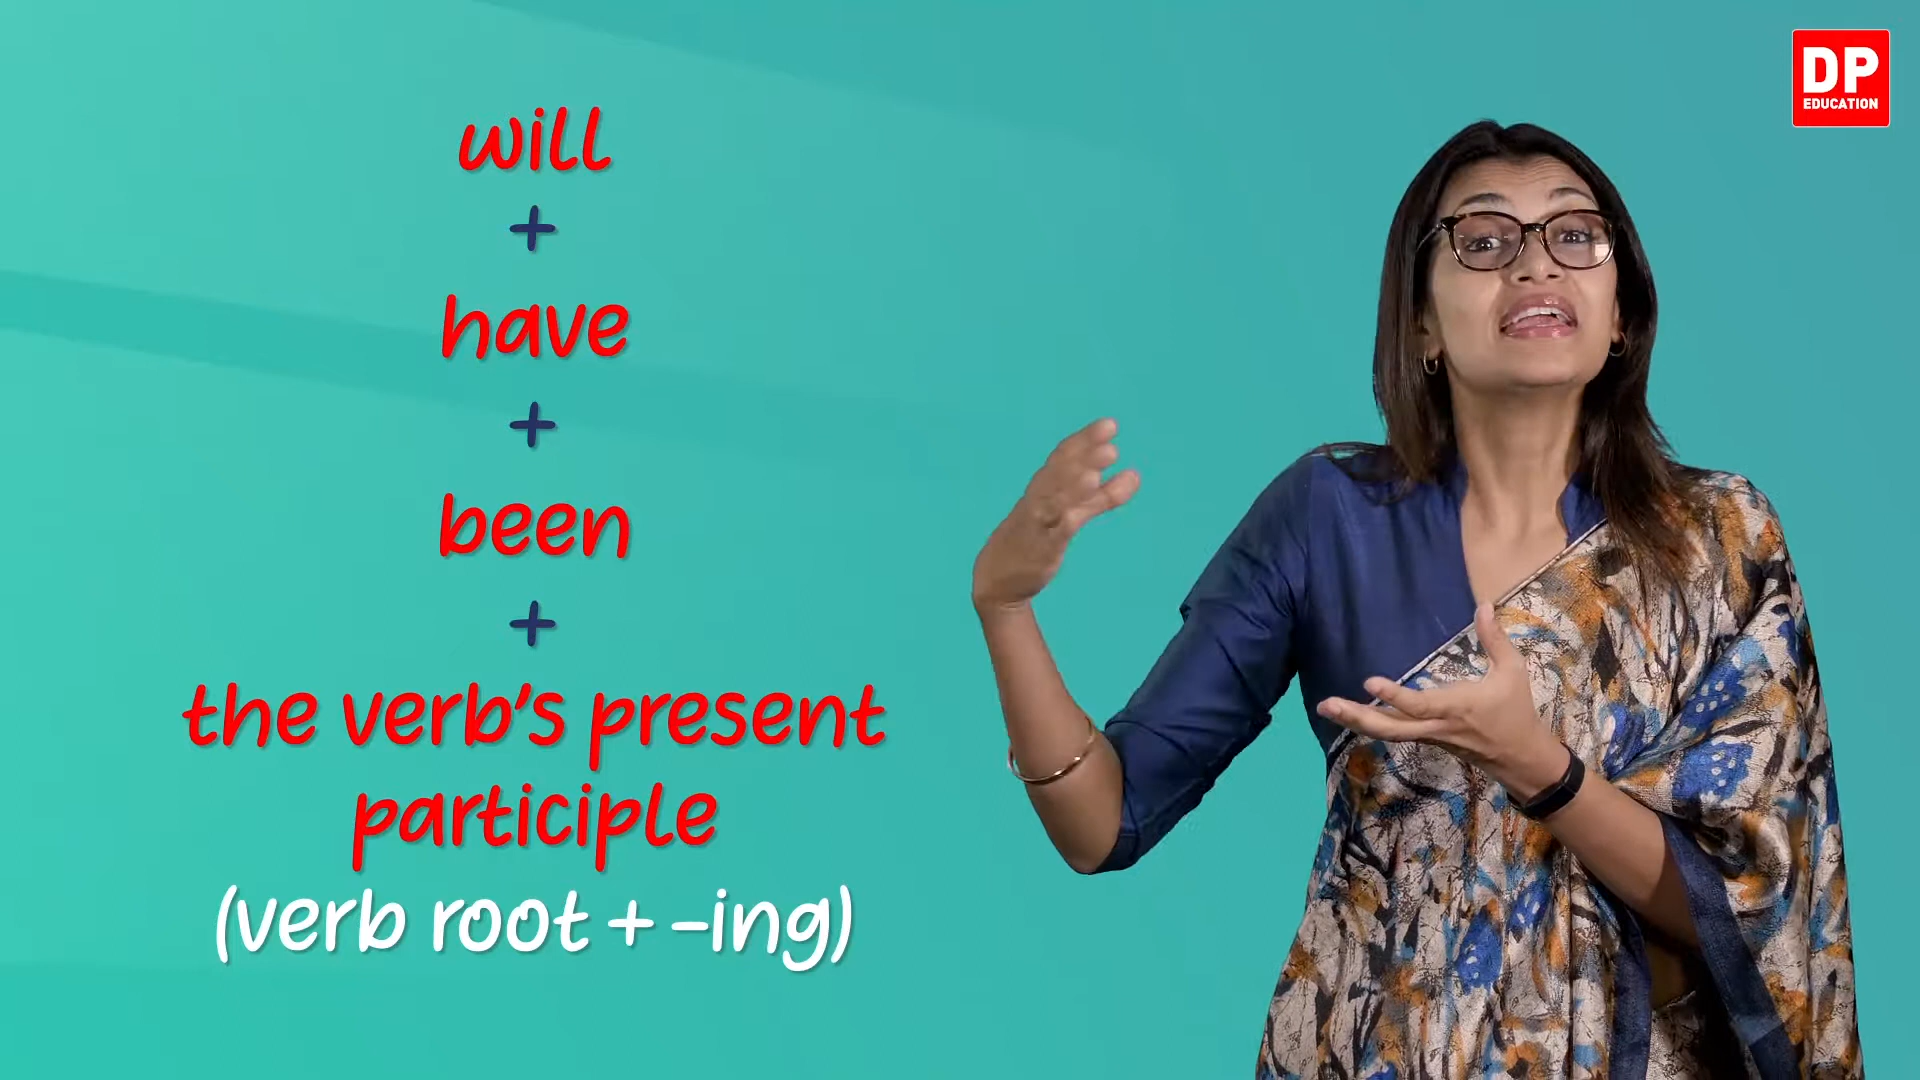 will
+
have
+
been
+
the verb's present
participle
(verb root + -ing)
DP
EDUCATION